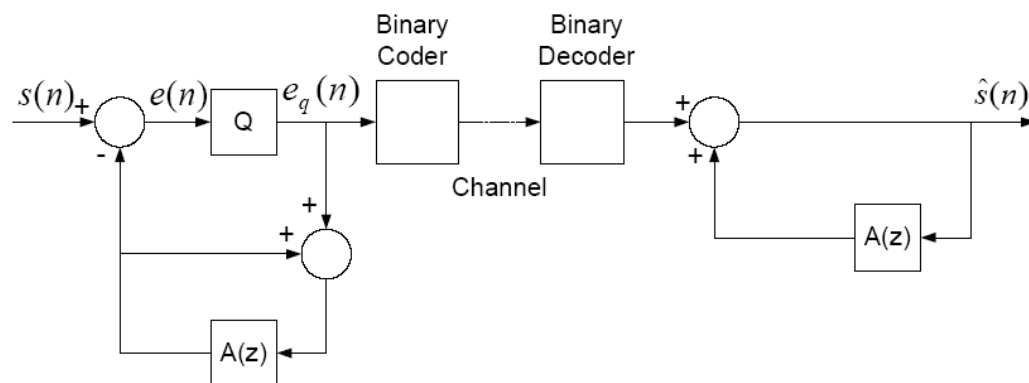 Binary
Coder
Binary
Decoder
s(n)
+
e(n)
Q
e_q(n)
+
ŝ(n)
-
+
Channel
+
+
A(z)
A(z)